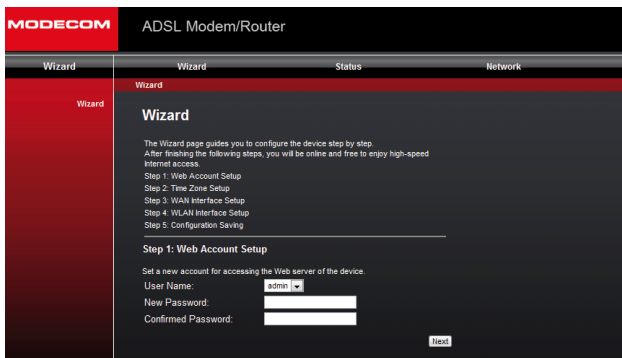 MODECOM
ADSL Modem/Router
Wizard
Wizard
Status
Network
Wizard
Wizard
Wizard
The Wizard page guides you to configure the device step by step.
After finishing the following steps, you will be online and free to enjoy high-speed
Internet access.
Step 1: Web Account Setup
Step 2: Time Zone Setup
Step 3: WAN Interface Setup
Step 4: WLAN Interface Setup
Step 5: Configuration Saving
Step 1: Web Account Setup
Set a new account for accessing the Web server of the device.
User Name: admin
New Password:
Confirmed Password:
Next